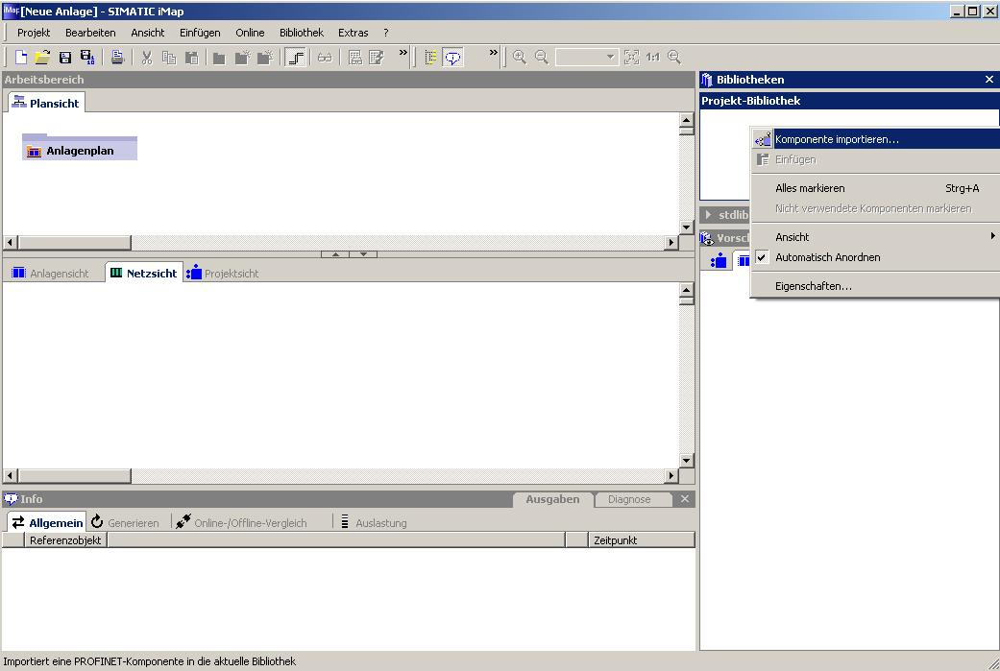 [Neue Anlage] - SIMATIC iMap
Projekt Bearbeiten Ansicht Einfügen Online Bibliothek Extras ?
1:1
Arbeitsbereich
Plansicht
Anlagenplan
Anlagensicht Netzsicht Projektsicht
Info Ausgaben Diagnose
Allgemein Generieren Online-/Offline-Vergleich Auslastung
Referenzobjekt Zeitpunkt
Bibliotheken
Projekt-Bibliothek
Komponente importieren...
Einfügen
Alles markieren Strg+A
Nicht verwendete Komponenten markieren
Ansicht
Automatisch Anordnen
Eigenschaften...
stdlib
Vorsc
Importiert eine PROFINET-Komponente in die aktuelle Bibliothek